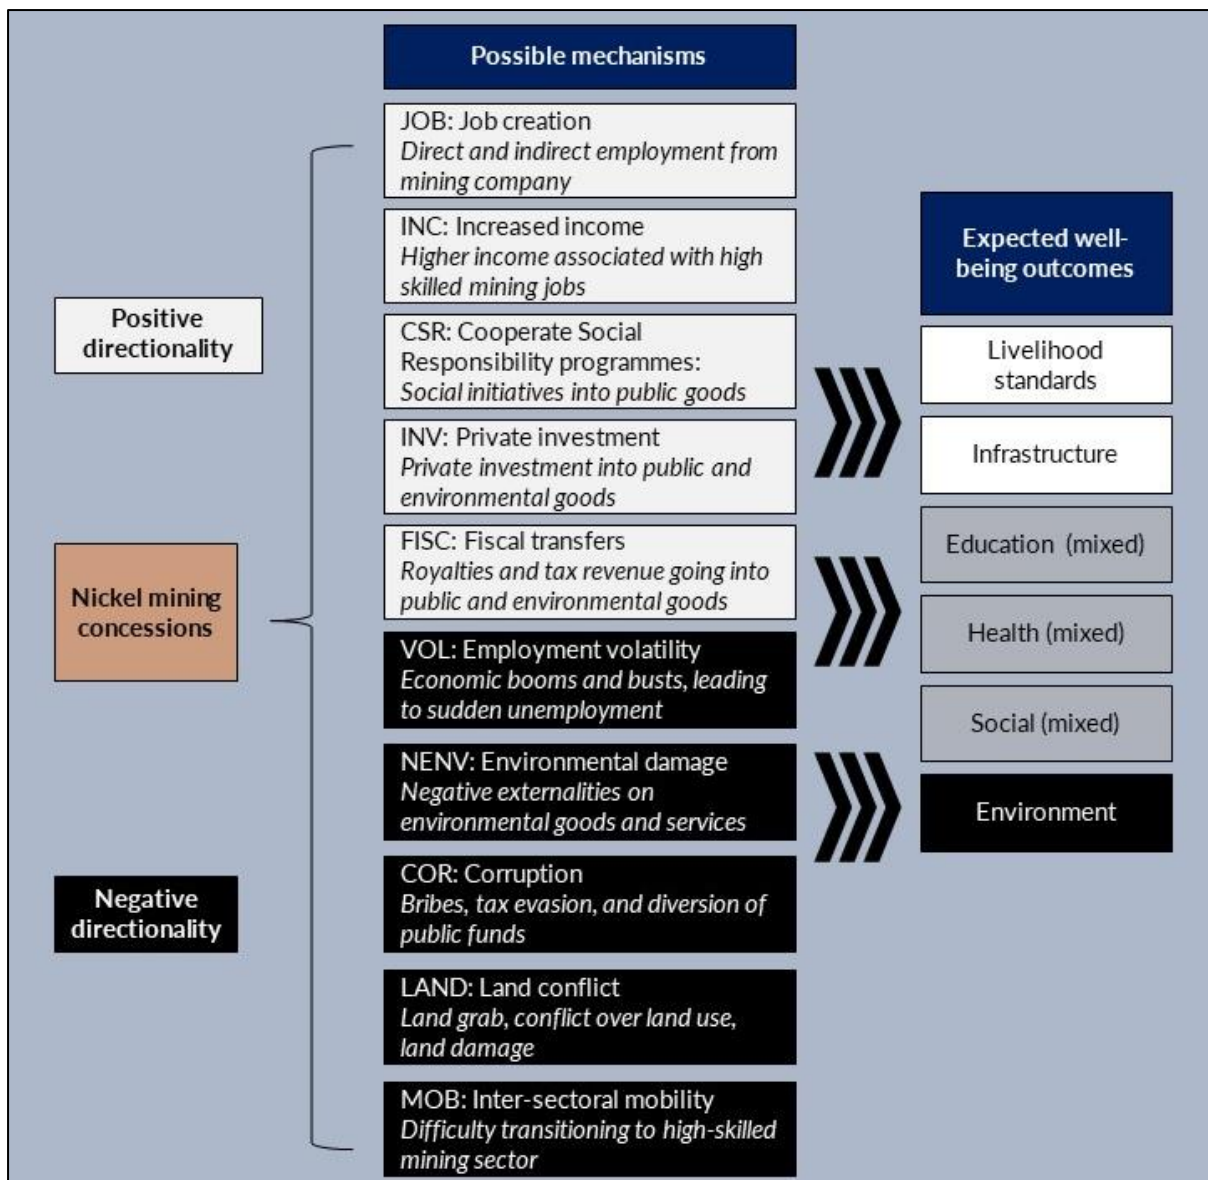 Possible mechanisms
JOB: Job creation
Direct and indirect employment from
mining company
INC: Increased income
Higher income associated with high
skilled mining jobs
CSR: Cooperate Social
Responsibility programmes:
Social initiatives into public goods
INV: Private investment
Private investment into public and
environmental goods
FISC: Fiscal transfers
Royalties and tax revenue going into
public and environmental goods
VOL: Employment volatility
Economic booms and busts, leading
to sudden unemployment
NENV: Environmental damage
Negative externalities on
environmental goods and services
COR: Corruption
Bribes, tax evasion, and diversion of
public funds
LAND: Land conflict
Land grab, conflict over land use,
land damage
MOB: Inter-sectoral mobility
Difficulty transitioning to high-skilled
mining sector
Positive
directionality
Nickel mining
concessions
Negative
directionality
Expected well-
being outcomes
Livelihood
standards
Infrastructure
Education (mixed)
Health (mixed)
Social (mixed)
Environment